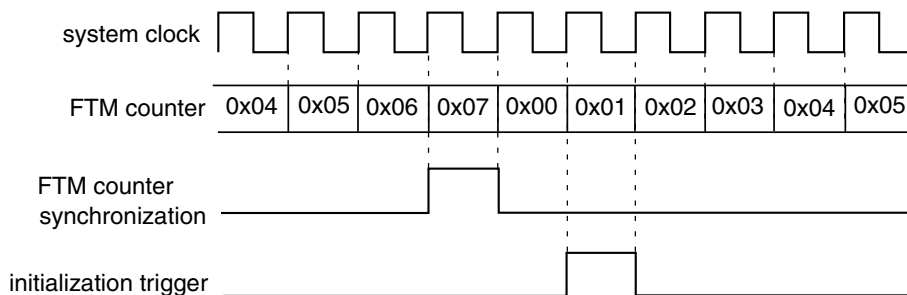 system clock
FTM counter 0x04 0x05 0x06 0x07 0x00 0x01 0x02 0x03 0x04 0x05
FTM counter
synchronization
initialization trigger